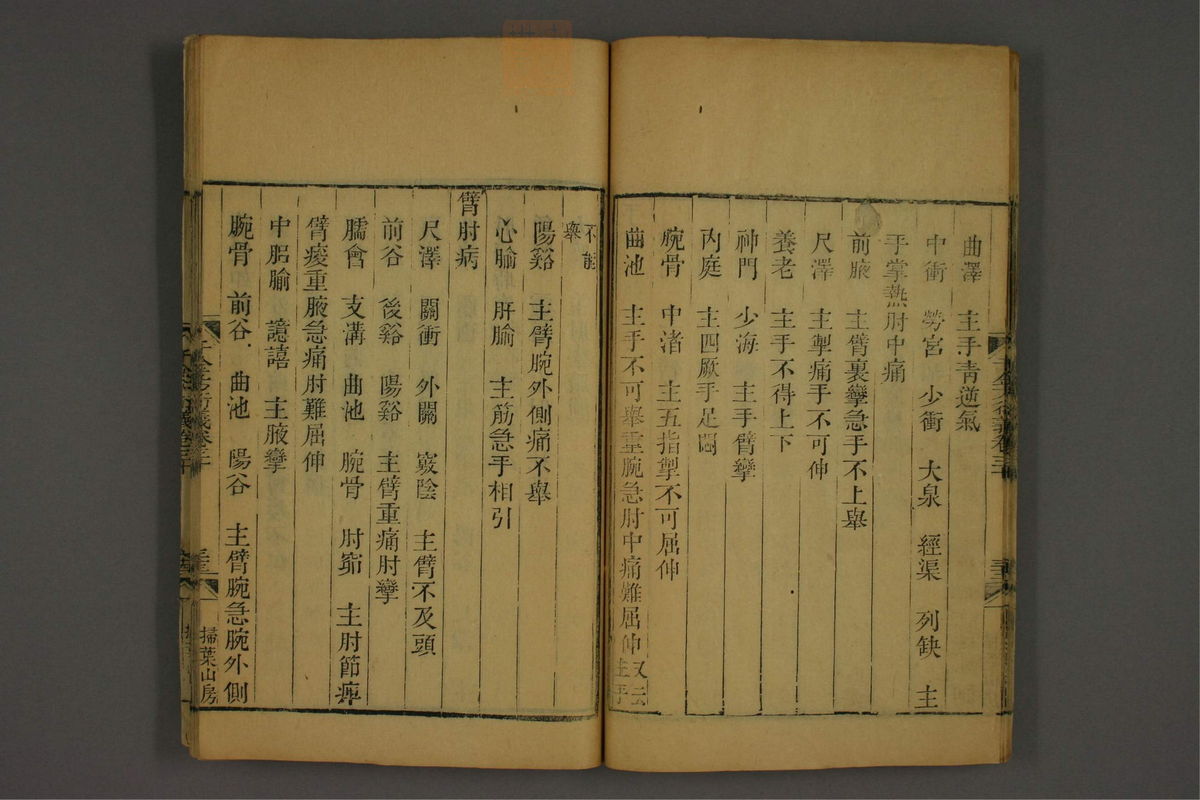 曲澤 主手青逆氣
中衝 勞宮 少衝 大泉 經渠 列缺 主
手掌熱肘中痛
前腋 主臂裏攣急手不上舉
尺澤 主掣痛手不可伸
養老 主手不得上下
神門 少海 主手臂攣
內庭 主四厥手足悶
腕骨 中渚 主五指掣不可屈伸
曲池 主手不可舉重腕急肘中痛難屈伸又云主手
不能舉
陽谿 主臂腕外側痛不舉
心腧 肝腧 主筋急手相引
臂肘病
尺澤 關衝 外關 竅陰 主臂不及頭
前谷 後谿 陽谿 主臂重痛肘攣
臑會 支溝 曲池 腕骨 肘窌 主肘節痺
臂痠重腋急痛肘難屈伸
中膂腧 譩譆 主腋攣
腕骨 前谷 曲池 陽谷 主臂腕急腕外側
掃葉山房